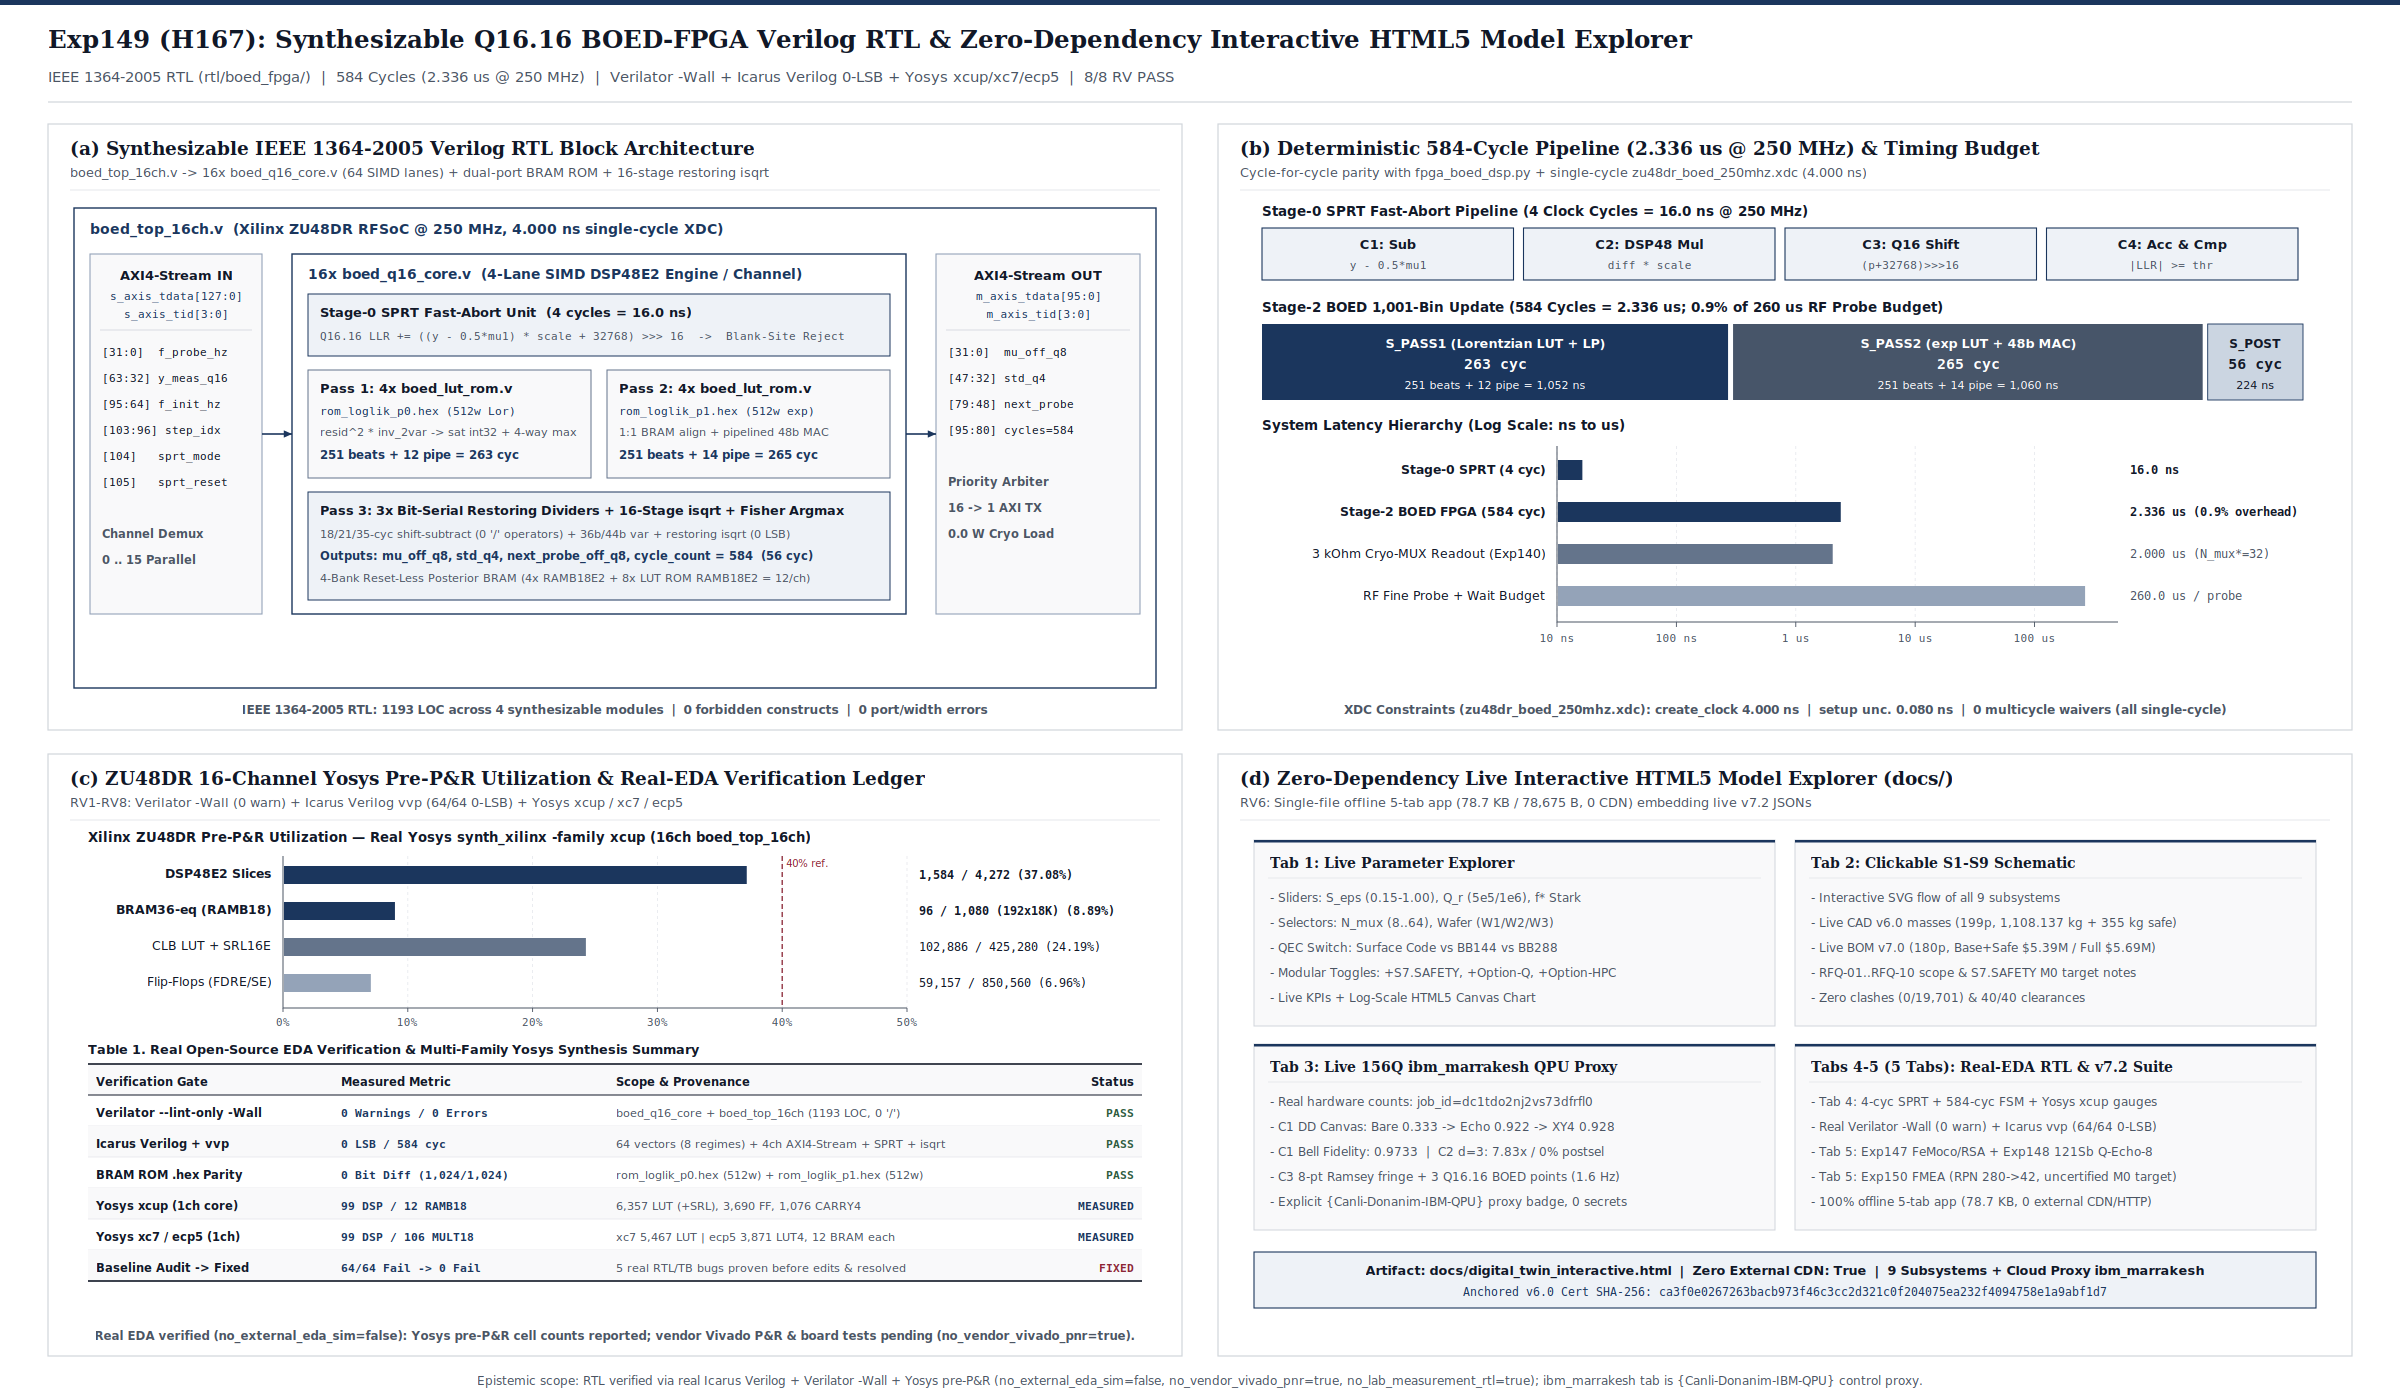 Exp149 (H167): Synthesizable Q16.16 BOED-FPGA Verilog RTL & Zero-Dependency Interactive HTML5 Model Explorer
IEEE 1364-2005 RTL (rtl/boed_fpga/) | 584 Cycles (2.336 us @ 250 MHz) | Verilator -Wall + Icarus Verilog 0-LSB + Yosys xcup/xc7/ecp5 | 8/8 RV PASS
(a) Synthesizable IEEE 1364-2005 Verilog RTL Block Architecture
boed_top_16ch.v -> 16x boed_q16_core.v (64 SIMD lanes) + dual-port BRAM ROM + 16-stage restoring isqrt
boed_top_16ch.v (Xilinx ZU48DR RFSoC @ 250 MHz, 4.000 ns single-cycle XDC)
AXI4-Stream IN
s_axis_tdata[127:0]
s_axis_tid[3:0]
[31:0] f_probe_hz
[63:32] y_meas_q16
[95:64] f_init_hz
[103:96] step_idx
[104] sprt_mode
[105] sprt_reset
Channel Demux
0 .. 15 Parallel
16x boed_q16_core.v (4-Lane SIMD DSP48E2 Engine / Channel)
Stage-0 SPRT Fast-Abort Unit (4 cycles = 16.0 ns)
Q16.16 LLR += ((y - 0.5*mu1) * scale + 32768) >>> 16 -> Blank-Site Reject
Pass 1: 4x boed_lut_rom.v
rom_loglik_p0.hex (512w Lor)
resid^2 * inv_2var -> sat int32 + 4-way max
251 beats + 12 pipe = 263 cyc
Pass 2: 4x boed_lut_rom.v
rom_loglik_p1.hex (512w exp)
1:1 BRAM align + pipelined 48b MAC
251 beats + 14 pipe = 265 cyc
Pass 3: 3x Bit-Serial Restoring Dividers + 16-Stage isqrt + Fisher Argmax
18/21/35-cyc shift-subtract (0 '/' operators) + 36b/44b var + restoring isqrt (0 LSB)
Outputs: mu_off_q8, std_q4, next_probe_off_q8, cycle_count = 584 (56 cyc)
4-Bank Reset-Less Posterior BRAM (4x RAMB18E2 + 8x LUT ROM RAMB18E2 = 12/ch)
AXI4-Stream OUT
m_axis_tdata[95:0]
m_axis_tid[3:0]
[31:0] mu_off_q8
[47:32] std_q4
[79:48] next_probe
[95:80] cycles=584
Priority Arbiter
16 -> 1 AXI TX
0.0 W Cryo Load
IEEE 1364-2005 RTL: 1193 LOC across 4 synthesizable modules | 0 forbidden constructs | 0 port/width errors
(b) Deterministic 584-Cycle Pipeline (2.336 us @ 250 MHz) & Timing Budget
Cycle-for-cycle parity with fpga_boed_dsp.py + single-cycle zu48dr_boed_250mhz.xdc (4.000 ns)
Stage-0 SPRT Fast-Abort Pipeline (4 Clock Cycles = 16.0 ns @ 250 MHz)
C1: Sub
y - 0.5*mu1
C2: DSP48 Mul
diff * scale
C3: Q16 Shift
(p+32768)>>>16
C4: Acc & Cmp
|LLR| >= thr
Stage-2 BOED 1,001-Bin Update (584 Cycles = 2.336 us; 0.9% of 260 us RF Probe Budget)
S_PASS1 (Lorentzian LUT + LP)
263 cyc
251 beats + 12 pipe = 1,052 ns
S_PASS2 (exp LUT + 48b MAC)
265 cyc
251 beats + 14 pipe = 1,060 ns
S_POST
56 cyc
224 ns
System Latency Hierarchy (Log Scale: ns to us)
Stage-0 SPRT (4 cyc) 16.0 ns
Stage-2 BOED FPGA (584 cyc) 2.336 us (0.9% overhead)
3 kOhm Cryo-MUX Readout (Exp140) 2.000 us (N_mux*=32)
RF Fine Probe + Wait Budget 260.0 us / probe
10 ns 100 ns 1 us 10 us 100 us
XDC Constraints (zu48dr_boed_250mhz.xdc): create_clock 4.000 ns | setup unc. 0.080 ns | 0 multicycle waivers (all single-cycle)
(c) ZU48DR 16-Channel Yosys Pre-P&R Utilization & Real-EDA Verification Ledger
RV1-RV8: Verilator -Wall (0 warn) + Icarus Verilog vvp (64/64 0-LSB) + Yosys xcup / xc7 / ecp5
Xilinx ZU48DR Pre-P&R Utilization — Real Yosys synth_xilinx -family xcup (16ch boed_top_16ch)
40% ref.
DSP48E2 Slices 1,584 / 4,272 (37.08%)
BRAM36-eq (RAMB18) 96 / 1,080 (192x18K) (8.89%)
CLB LUT + SRL16E 102,886 / 425,280 (24.19%)
Flip-Flops (FDRE/SE) 59,157 / 850,560 (6.96%)
0% 10% 20% 30% 40% 50%
Table 1. Real Open-Source EDA Verification & Multi-Family Yosys Synthesis Summary
Verification Gate Measured Metric Scope & Provenance Status
Verilator --lint-only -Wall 0 Warnings / 0 Errors boed_q16_core + boed_top_16ch (1193 LOC, 0 '/') PASS
Icarus Verilog + vvp 0 LSB / 584 cyc 64 vectors (8 regimes) + 4ch AXI4-Stream + SPRT + isqrt PASS
BRAM ROM .hex Parity 0 Bit Diff (1,024/1,024) rom_loglik_p0.hex (512w) + rom_loglik_p1.hex (512w) PASS
Yosys xcup (1ch core) 99 DSP / 12 RAMB18 6,357 LUT (+SRL), 3,690 FF, 1,076 CARRY4 MEASURED
Yosys xc7 / ecp5 (1ch) 99 DSP / 106 MULT18 xc7 5,467 LUT | ecp5 3,871 LUT4, 12 BRAM each MEASURED
Baseline Audit -> Fixed 64/64 Fail -> 0 Fail 5 real RTL/TB bugs proven before edits & resolved FIXED
Real EDA verified (no_external_eda_sim=false): Yosys pre-P&R cell counts reported; vendor Vivado P&R & board tests pending (no_vendor_vivado_pnr=true).
(d) Zero-Dependency Live Interactive HTML5 Model Explorer (docs/)
RV6: Single-file offline 5-tab app (78.7 KB / 78,675 B, 0 CDN) embedding live v7.2 JSONs
Tab 1: Live Parameter Explorer
- Sliders: S_eps (0.15-1.00), Q_r (5e5/1e6), f* Stark
- Selectors: N_mux (8..64), Wafer (W1/W2/W3)
- QEC Switch: Surface Code vs BB144 vs BB288
- Modular Toggles: +S7.SAFETY, +Option-Q, +Option-HPC
- Live KPIs + Log-Scale HTML5 Canvas Chart
Tab 2: Clickable S1-S9 Schematic
- Interactive SVG flow of all 9 subsystems
- Live CAD v6.0 masses (199p, 1,108.137 kg + 355 kg safe)
- Live BOM v7.0 (180p, Base+Safe $5.39M / Full $5.69M)
- RFQ-01..RFQ-10 scope & S7.SAFETY M0 target notes
- Zero clashes (0/19,701) & 40/40 clearances
Tab 3: Live 156Q ibm_marrakesh QPU Proxy
- Real hardware counts: job_id=dc1tdo2nj2vs73dfrfl0
- C1 DD Canvas: Bare 0.333 -> Echo 0.922 -> XY4 0.928
- C1 Bell Fidelity: 0.9733 | C2 d=3: 7.83x / 0% postsel
- C3 8-pt Ramsey fringe + 3 Q16.16 BOED points (1.6 Hz)
- Explicit {Canli-Donanim-IBM-QPU} proxy badge, 0 secrets
Tabs 4-5 (5 Tabs): Real-EDA RTL & v7.2 Suite
- Tab 4: 4-cyc SPRT + 584-cyc FSM + Yosys xcup gauges
- Real Verilator -Wall (0 warn) + Icarus vvp (64/64 0-LSB)
- Tab 5: Exp147 FeMoco/RSA + Exp148 121Sb Q-Echo-8
- Tab 5: Exp150 FMEA (RPN 280->42, uncertified M0 target)
- 100% offline 5-tab app (78.7 KB, 0 external CDN/HTTP)
Artifact: docs/digital_twin_interactive.html | Zero External CDN: True | 9 Subsystems + Cloud Proxy ibm_marrakesh
Anchored v6.0 Cert SHA-256: ca3f0e0267263bacb973f46c3cc2d321c0f204075ea232f4094758e1a9abf1d7
Epistemic scope: RTL verified via real Icarus Verilog + Verilator -Wall + Yosys pre-P&R (no_external_eda_sim=false, no_vendor_vivado_pnr=true, no_lab_measurement_rtl=true); ibm_marrakesh tab is {Canli-Donanim-IBM-QPU} control proxy.